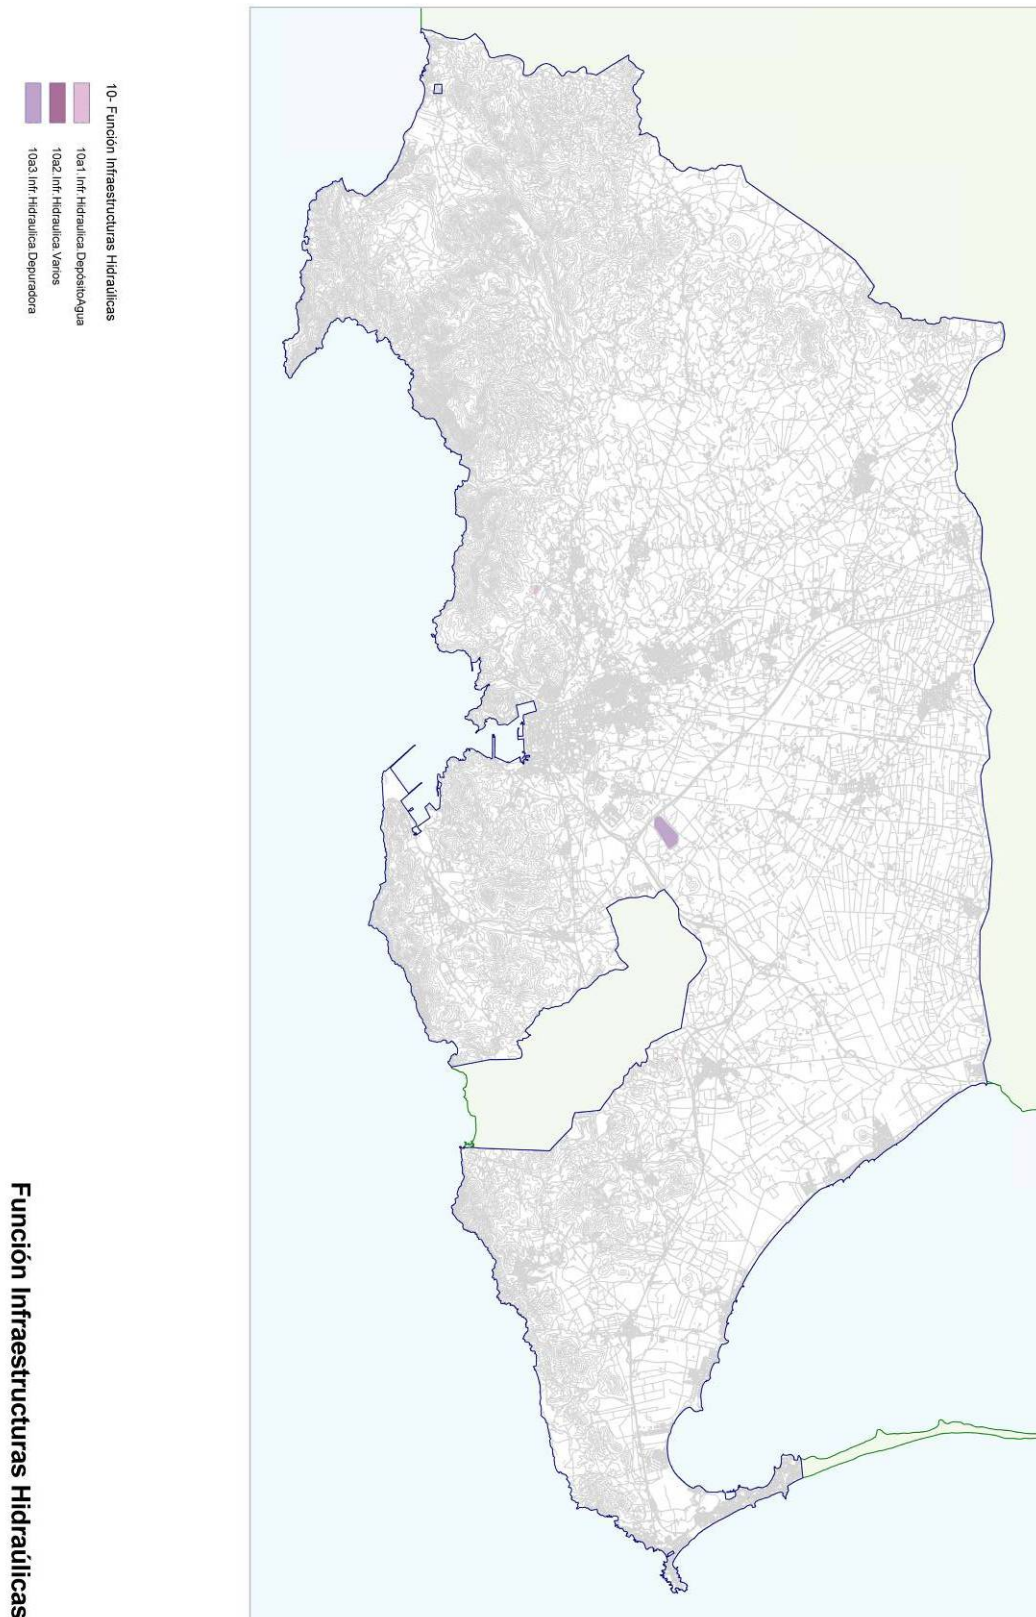 10- Función Infraestructuras Hidraúlicas
10a1.Infr.Hidraulica.DepósitoAgua
10a2.Infr.Hidraulica.Varios
10a3.Infr.Hidraulica.Depuradora
Función Infraestructuras Hidraúlicas